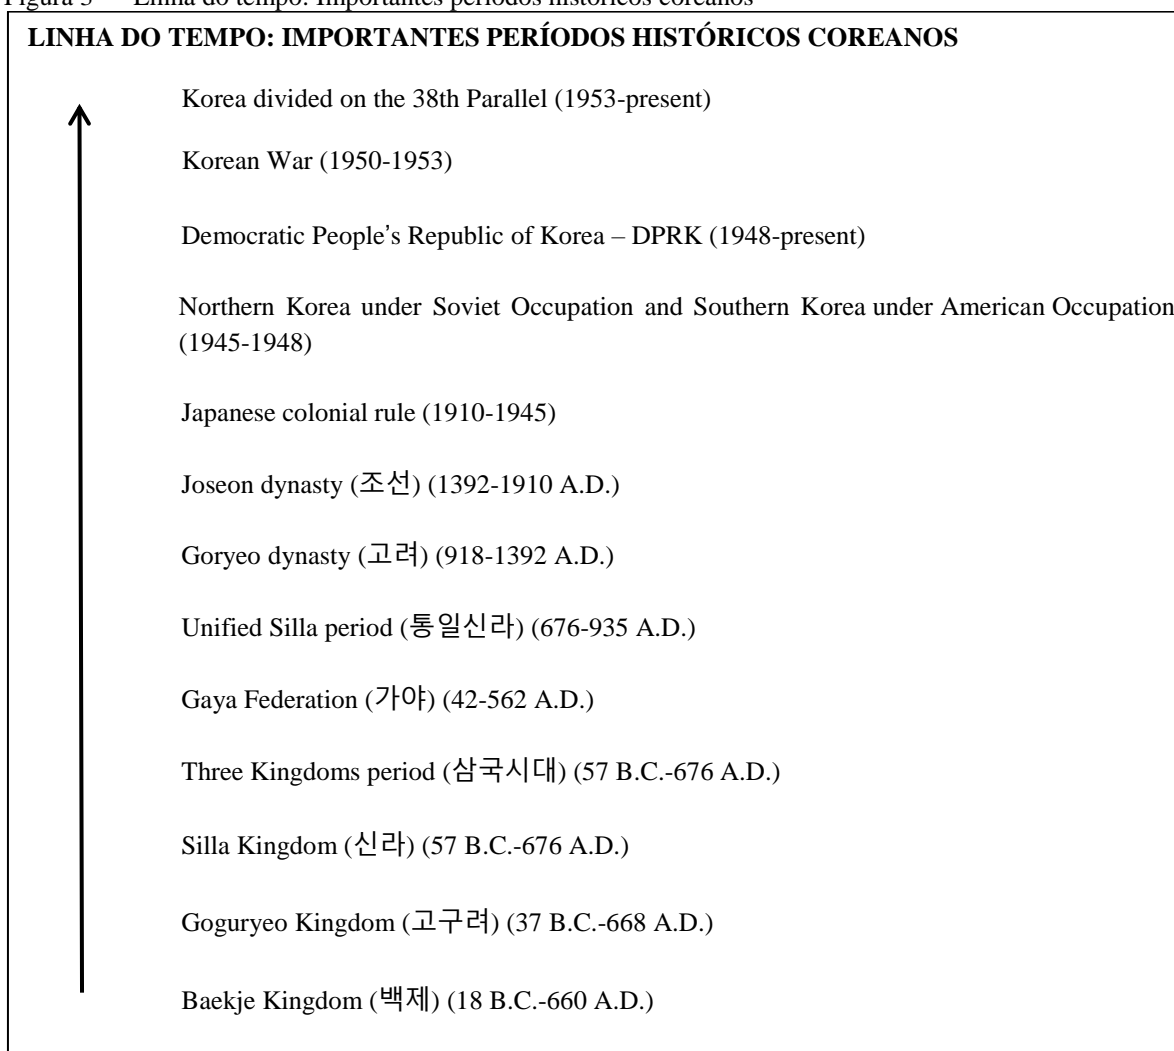 Figura 3 Linha do tempo: Importantes períodos históricos coreanos
LINHA DO TEMPO: IMPORTANTES PERÍODOS HISTÓRICOS COREANOS
Korea divided on the 38th Parallel (1953-present)
Korean War (1950-1953)
Democratic People’s Republic of Korea – DPRK (1948-present)
Northern Korea under Soviet Occupation and Southern Korea under American Occupation
(1945-1948)
Japanese colonial rule (1910-1945)
Joseon dynasty (조선) (1392-1910 A.D.)
Goryeo dynasty (고려) (918-1392 A.D.)
Unified Silla period (통일신라) (676-935 A.D.)
Gaya Federation (가야) (42-562 A.D.)
Three Kingdoms period (삼국시대) (57 B.C.-676 A.D.)
Silla Kingdom (신라) (57 B.C.-676 A.D.)
Goguryeo Kingdom (고구려) (37 B.C.-668 A.D.)
Baekje Kingdom (백제) (18 B.C.-660 A.D.)